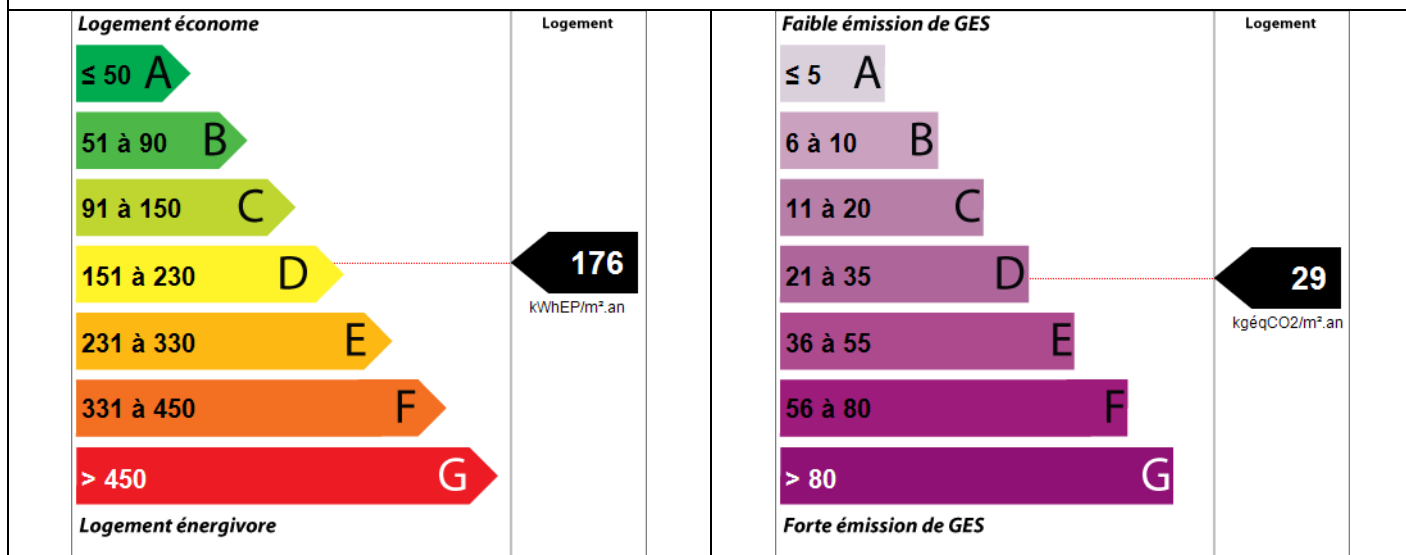 Logement économe
Logement
≤ 50 A
51 à 90 B
91 à 150 C
151 à 230 D
176
kWhEP/m².an
231 à 330 E
331 à 450 F
> 450 G
Logement énergivore
Faible émission de GES
Logement
≤ 5 A
6 à 10 B
11 à 20 C
21 à 35 D
29
kgéqCO2/m².an
36 à 55 E
56 à 80 F
> 80 G
Forte émission de GES